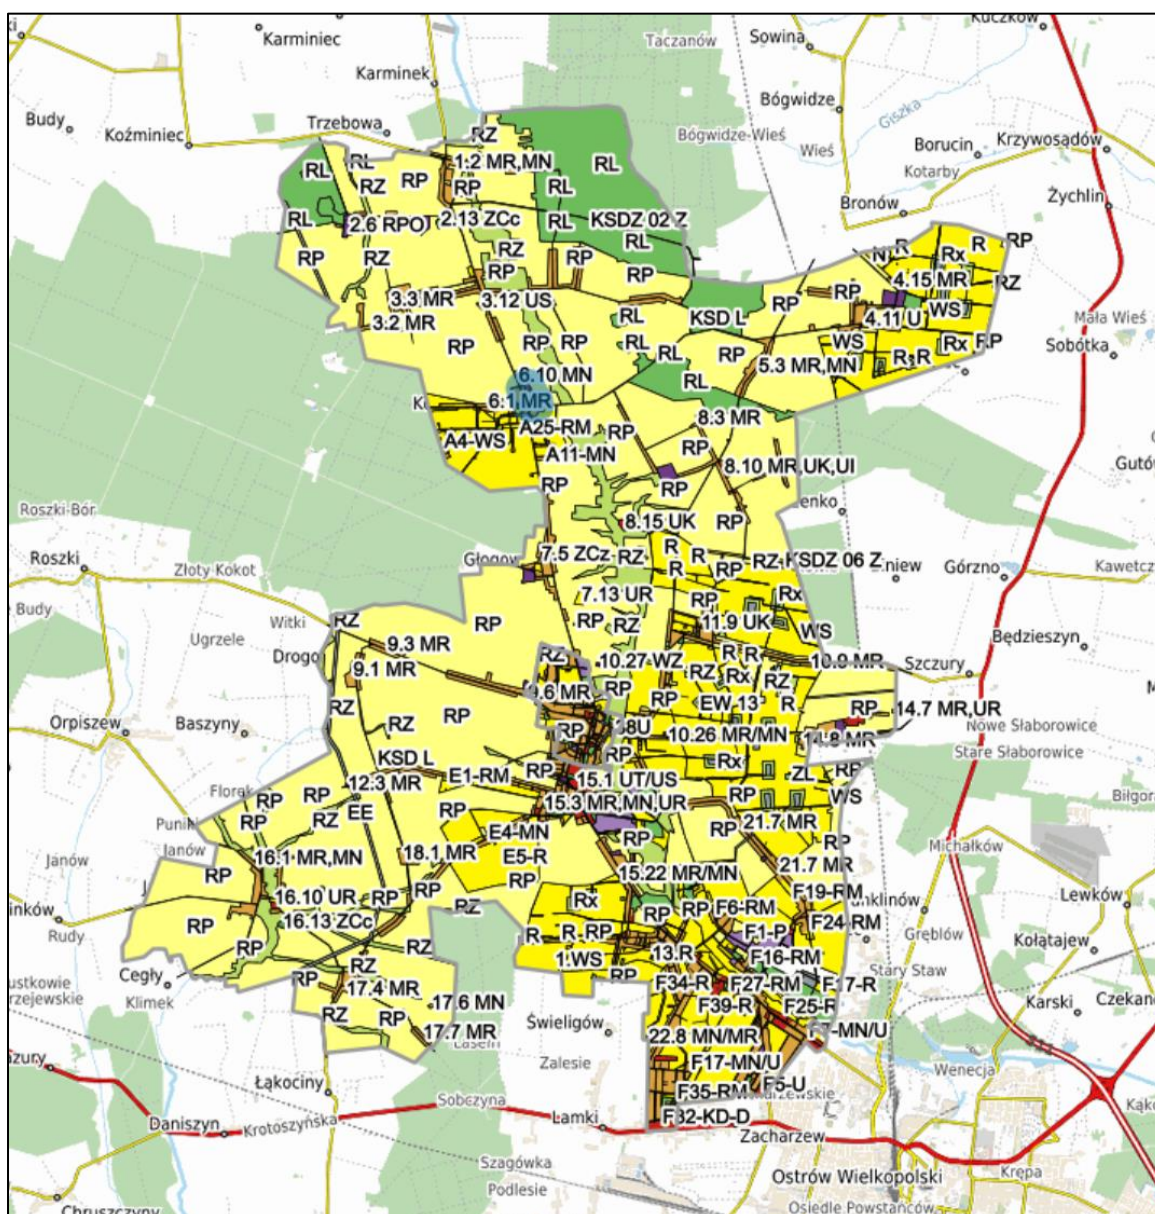 Karminiec
Kuczków
Taczanów
Sowina
Karminek
Bógwidze
Giszka
Budy
Koźminiec
Trzebowa
Bógwidze-Wieś
Wieś
Borucin
Krzywosądów
Kotarby
RZ
1.2 MR,MN
RL
RL
RL
RZ
RP
RP
RL
Żychlin
Bronów
RL
2.6 RPO
2.13 ZCc
RL
KSDZ 02 Z
RL
RP
RZ
RZ
RP
RP
RP
N
R
R
RP
Rx
4.15 MR
RZ
3.3 MR
3.12 US
RP
RP
WS
Mała Wieś
3.2 MR
RL
KSD L
4.11 U
RP
RP
RP
RL
RL
RP
WS
R
R
Rx
RP
Sobótka
5.3 MR,MN
6.10 MN
RL
6.1,MR
8.3 MR
A25-RM
RP
A4-WS
A11-MN
RP
8.10 MR,UK,UI
RP
RP
Roszki-Bór
8.15 UK
RP
Roszki
Złoty Kokot
7.5 ZCz
RZ
R
R
R
RP
RZ
KSDZ 06 Z
Górzno
Budy
Ugrzele
Witki
RZ
RP
7.13 UR
RP
Rx
RP
RZ
11.9 UK
WS
Będzieszyn
9.3 MR
9.1 MR
RZ
10.27-WZ
R
R
10.9 MR
Szczury
RZ
Rx
RZ
9.6 MR
RP
RP
EW 13
R
RP
14.7 MR,UR
Orpiszew
Baszyny
RZ
RZ
RP
RP
38U
10.26 MR/MN
14.8 MR
Nowe Słaborowice
Stare Słaborowice
KSD L
RP
Rx
12.3 MR
E1-RM
RP
15.1 UT/US
ZL
RP
Florek
RP
RP
EE
RP
15.3 MR,MN,UR
RP
WS
RP
RZ
E4-MN
RP
RP
21.7 MR
RP
Janów
Janów
16.1 MR,MN
18.1 MR
E5-R
Michałków
RP
RP
15.22 MR/MN
21.7 MR
16.10 UR
RP
RP
RZ
Rx
F19-RM
Lewków
RP
16.13 ZCc
RP
RP
F6-RM
F24-RM
Rudy
RP
RP
RZ
R
R
RP
F1-P
Gręblów
Kołątajew
Cegły
RP
RZ
1.WS
RP
13.R
F16-RM
Stary Staw
Klimek
17.4 MR
F34-R
F27-RM
17-R
RZ
RP
17.6 MN
F39-R
F25-R
Karski
17.7 MR
Świeligów
22.8 MN/MR
Zalesie
F17-MN/U
Wenecja
Łąkociny
F35-RM
F5-U
Sobczyna
F32-KD-D
Daniszyn
Krotoszyńska
Lamki
Zacharzew
Szagówka
Podlesie
Ostrów Wielkopolski
Krępa
Osiedle Powstańców